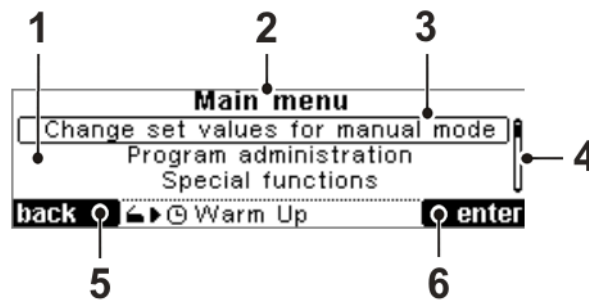 1 2 3
Main menu
Change set values for manual mode
Program administration
4
Special functions
back Warm Up enter
5 6